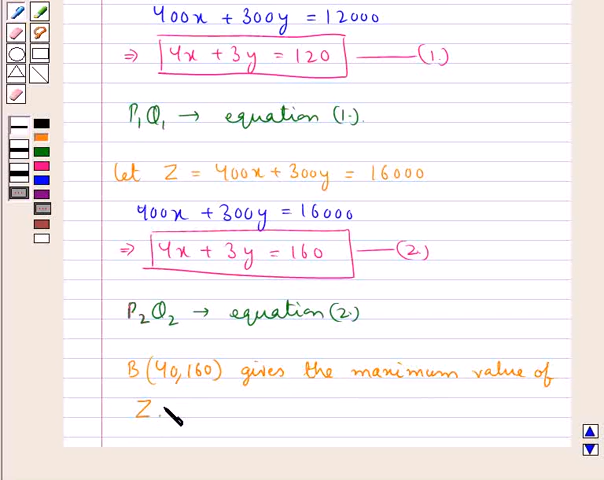 400x + 300y = 12000
⇒ 4x + 3y = 120 —— (1.)
P₁Q₁ → equation (1.).
let Z = 400x + 300y = 16000
400x + 300y = 16000
⇒ 4x + 3y = 160 —— (2.)
P₂Q₂ → equation (2.)
B (40,160) gives the maximum value of
Z.